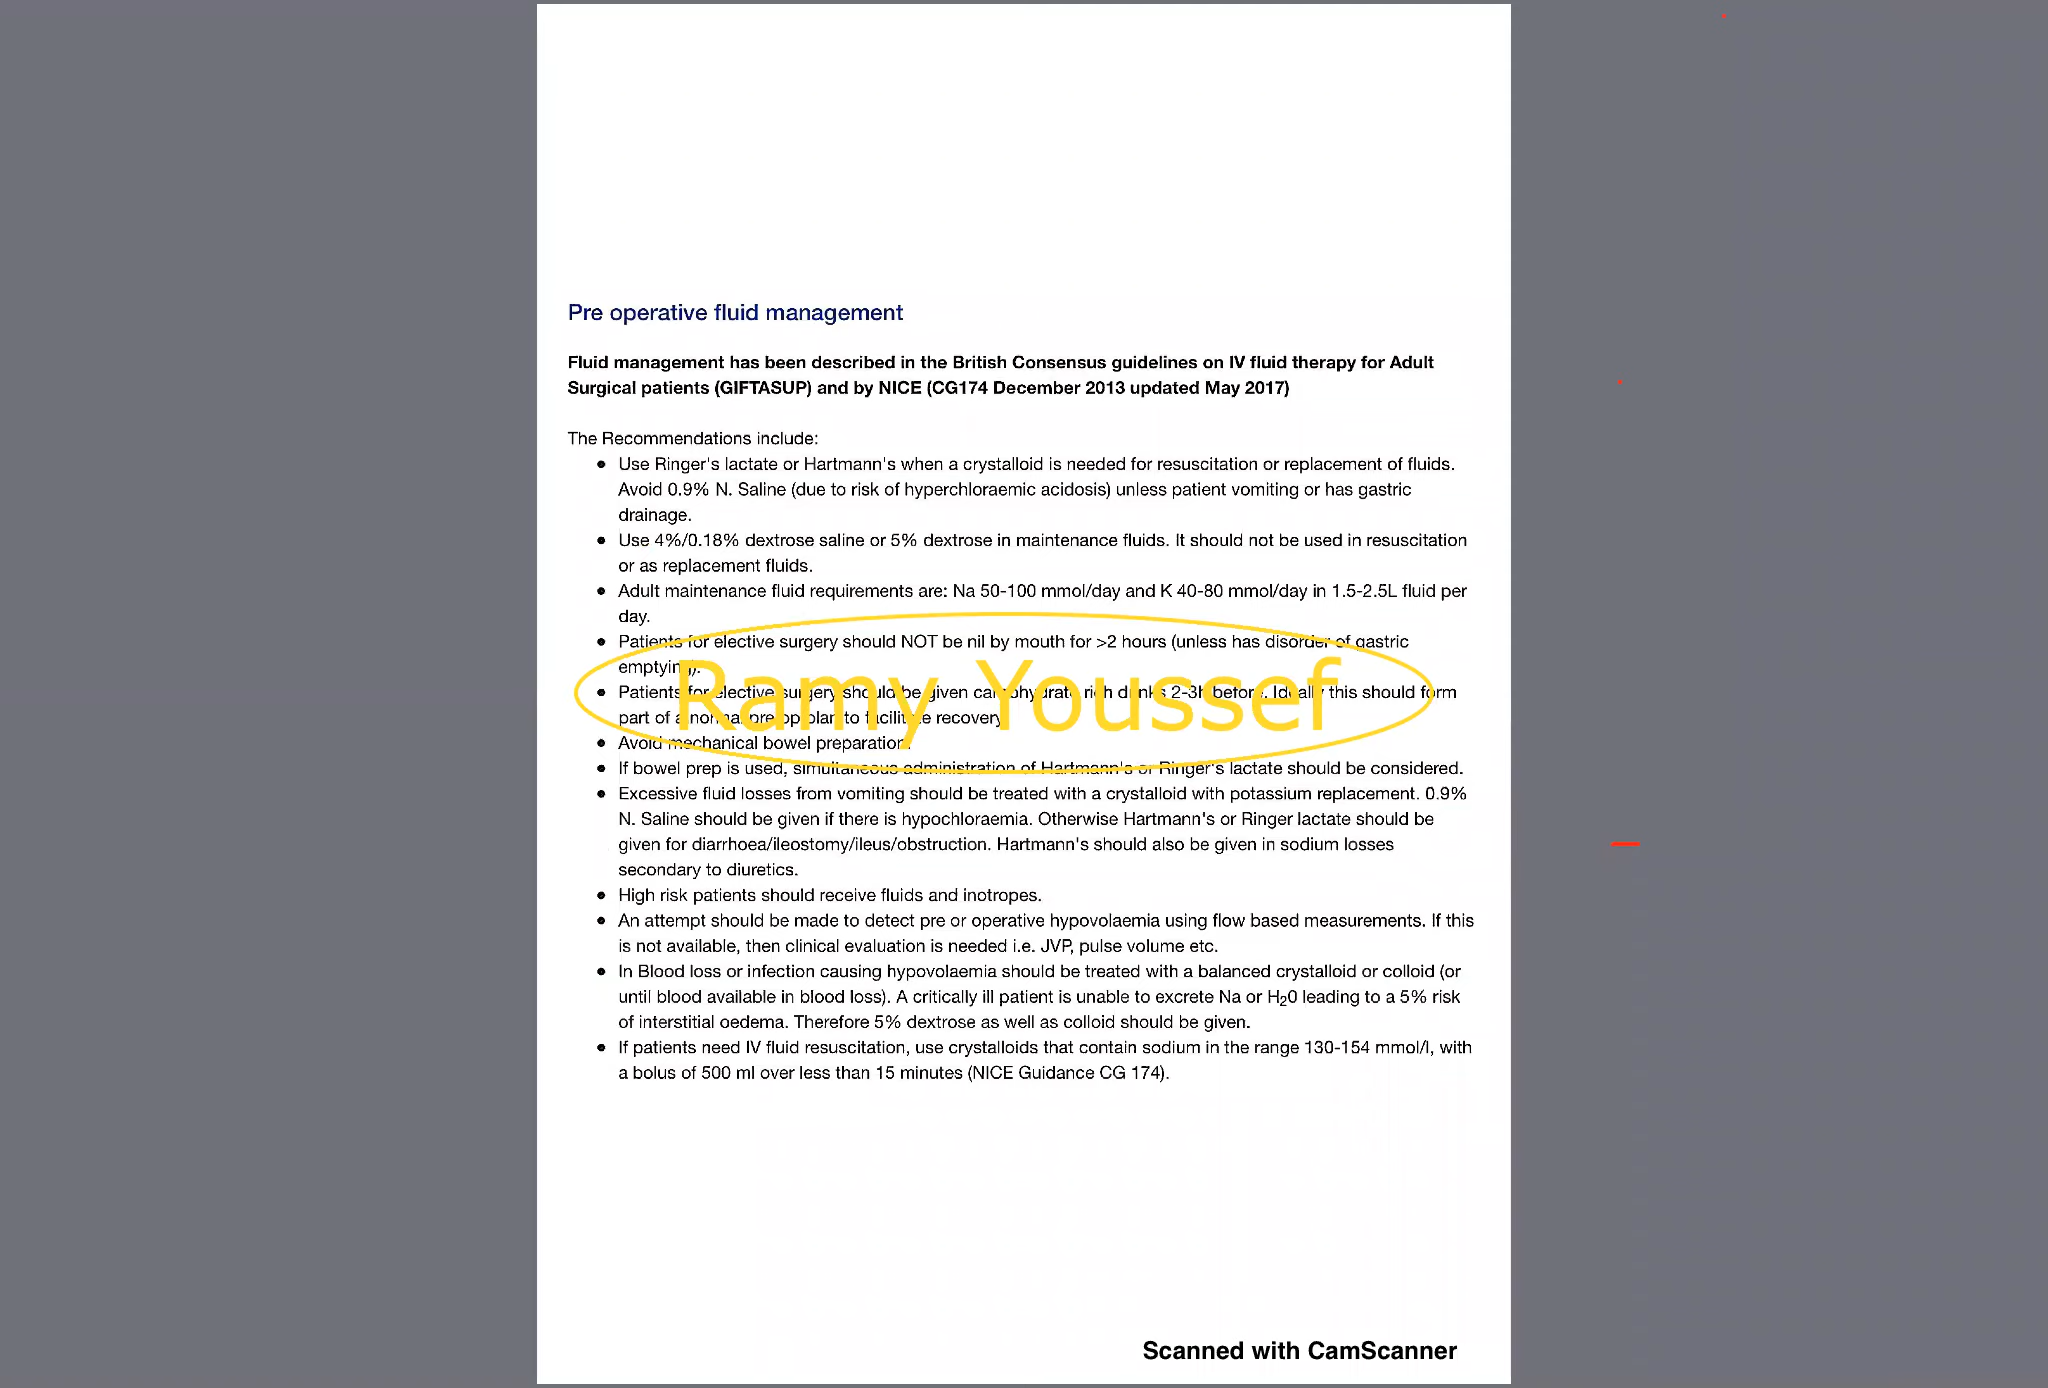 Pre operative fluid management
Fluid management has been described in the British Consensus guidelines on IV fluid therapy for Adult
Surgical patients (GIFTASUP) and by NICE (CG174 December 2013 updated May 2017)
The Recommendations include:
• Use Ringer's lactate or Hartmann's when a crystalloid is needed for resuscitation or replacement of fluids.
Avoid 0.9% N. Saline (due to risk of hyperchloraemic acidosis) unless patient vomiting or has gastric
drainage.
• Use 4%/0.18% dextrose saline or 5% dextrose in maintenance fluids. It should not be used in resuscitation
or as replacement fluids.
• Adult maintenance fluid requirements are: Na 50-100 mmol/day and K 40-80 mmol/day in 1.5-2.5L fluid per
day.
• Patients for elective surgery should NOT be nil by mouth for >2 hours (unless has disorder of gastric
emptying).
• Patients for elective surgery should be given carbohydrate rich drinks 2-3h before. Ideally this should form
part of a normal pre op plan to facilitate recovery
Ramy Youssef
• Avoid mechanical bowel preparation.
• If bowel prep is used, simultaneous administration of Hartmann's or Ringer's lactate should be considered.
• Excessive fluid losses from vomiting should be treated with a crystalloid with potassium replacement. 0.9%
N. Saline should be given if there is hypochloraemia. Otherwise Hartmann's or Ringer lactate should be
given for diarrhoea/ileostomy/ileus/obstruction. Hartmann's should also be given in sodium losses
secondary to diuretics.
• High risk patients should receive fluids and inotropes.
• An attempt should be made to detect pre or operative hypovolaemia using flow based measurements. If this
is not available, then clinical evaluation is needed i.e. JVP, pulse volume etc.
• In Blood loss or infection causing hypovolaemia should be treated with a balanced crystalloid or colloid (or
until blood available in blood loss). A critically ill patient is unable to excrete Na or H₂0 leading to a 5% risk
of interstitial oedema. Therefore 5% dextrose as well as colloid should be given.
• If patients need IV fluid resuscitation, use crystalloids that contain sodium in the range 130-154 mmol/l, with
a bolus of 500 ml over less than 15 minutes (NICE Guidance CG 174).
Scanned with CamScanner